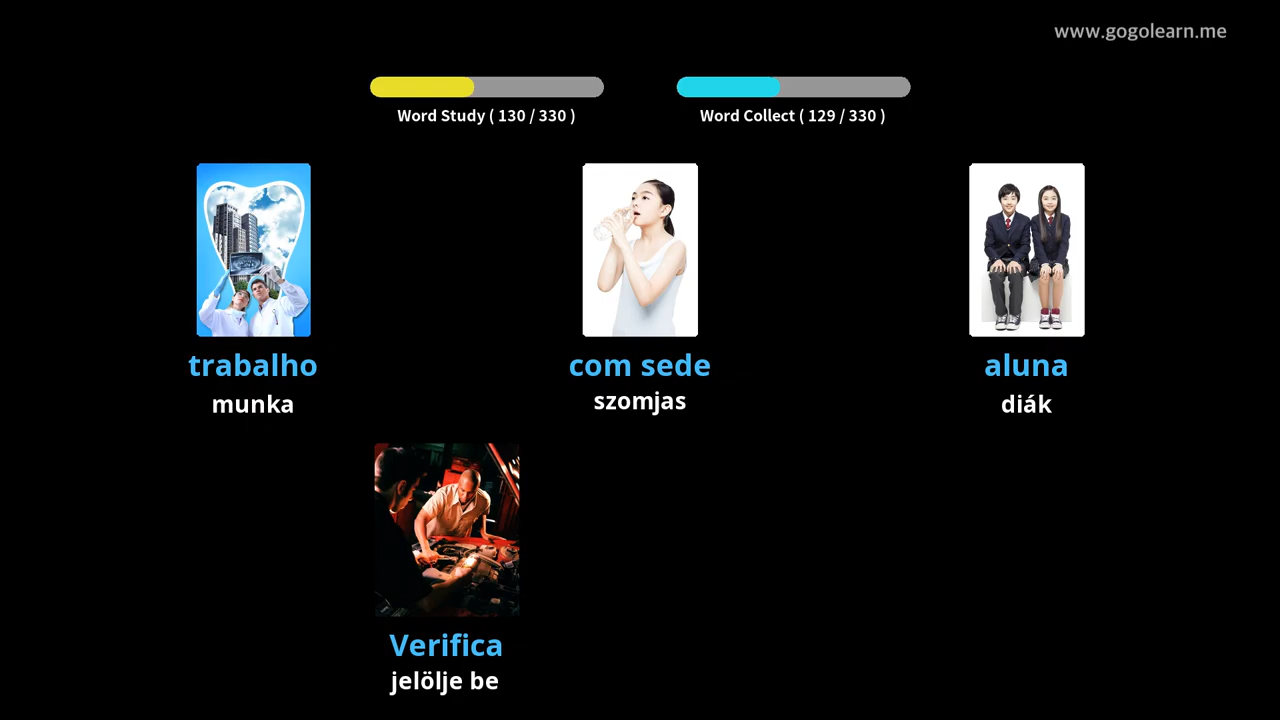 www.gogolearn.me
Word Study ( 130 / 330 )
Word Collect ( 129 / 330 )
trabalho
munka
com sede
szomjas
aluna
diák
Verifica
jelölje be